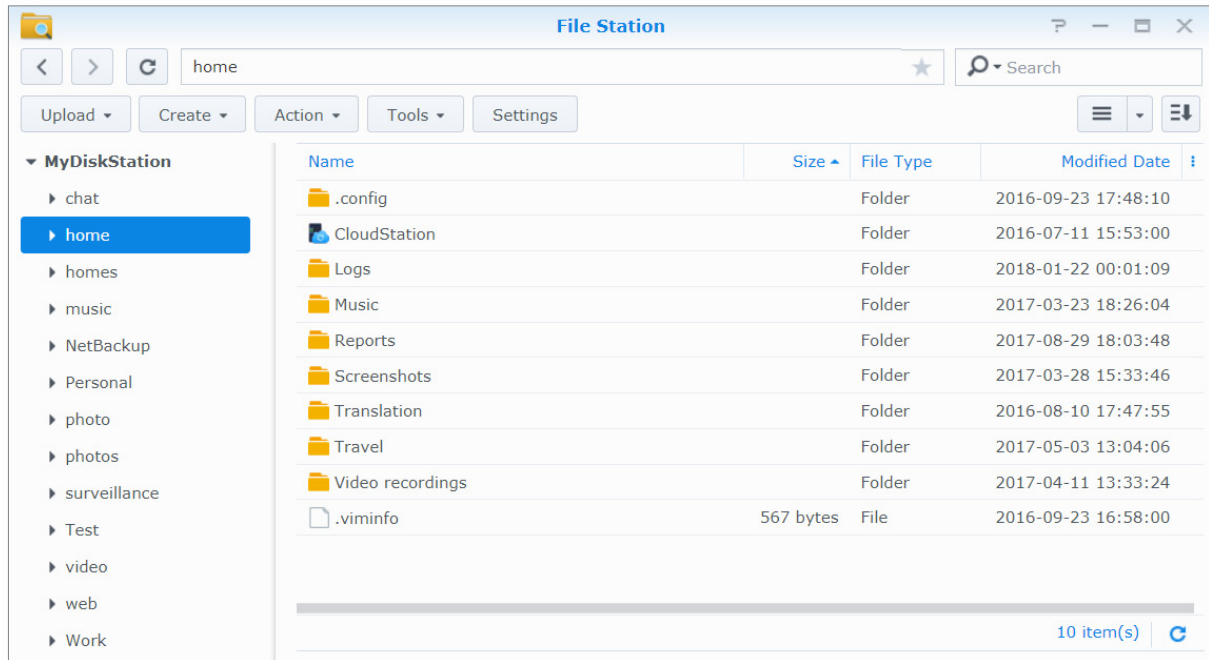 File Station
home
Search
Upload Create Action Tools Settings
MyDiskStation
chat
home
homes
music
NetBackup
Personal
photo
photos
surveillance
Test
video
web
Work
Name Size File Type Modified Date
.config Folder 2016-09-23 17:48:10
CloudStation Folder 2016-07-11 15:53:00
Logs Folder 2018-01-22 00:01:09
Music Folder 2017-03-23 18:26:04
Reports Folder 2017-08-29 18:03:48
Screenshots Folder 2017-03-28 15:33:46
Translation Folder 2016-08-10 17:47:55
Travel Folder 2017-05-03 13:04:06
Video recordings Folder 2017-04-11 13:33:24
.viminfo 567 bytes File 2016-09-23 16:58:00
10 item(s)